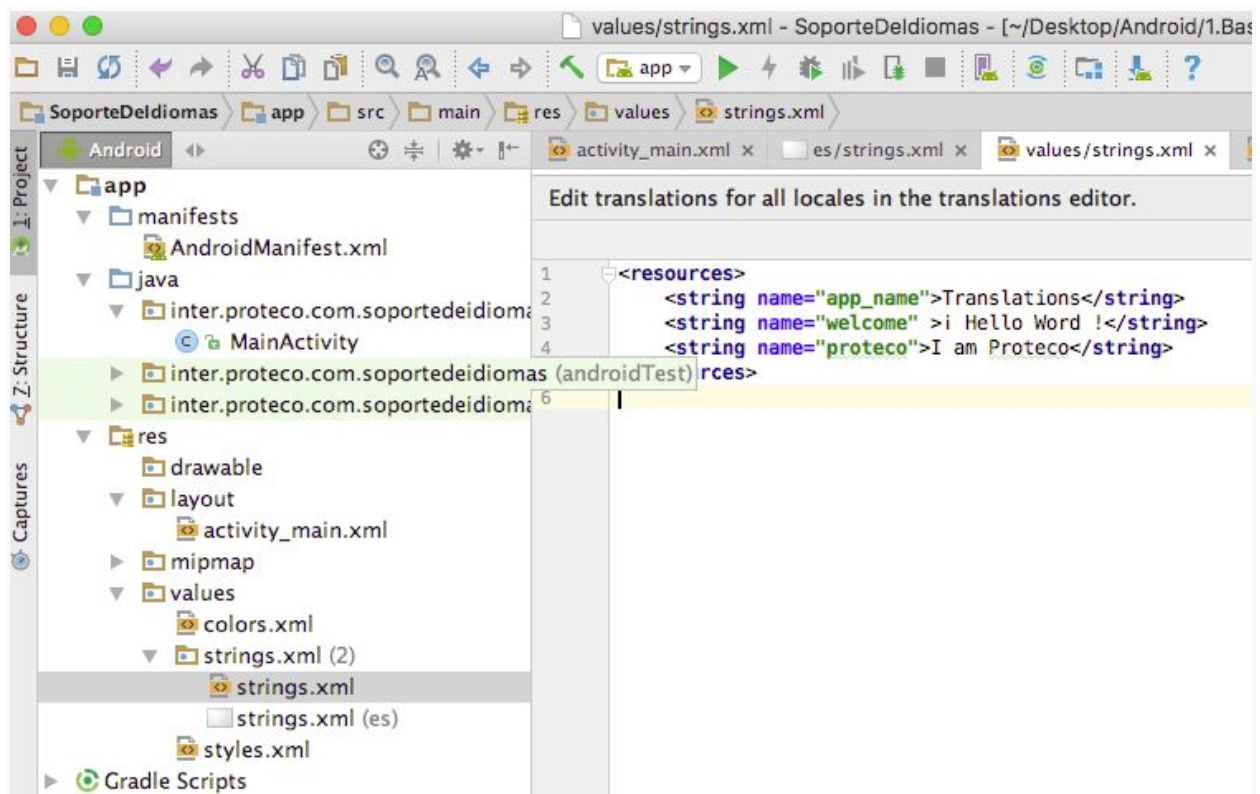 values/strings.xml - SoporteDeIdiomas - [~/Desktop/Android/1.Bas
app
SoporteDeIdiomas app src main res values strings.xml
Android
activity_main.xml es/strings.xml values/strings.xml
1: Project
Z: Structure
Captures
app
manifests
AndroidManifest.xml
java
inter.proteco.com.soportedeidioma
MainActivity
inter.proteco.com.soportedeidiomas (androidTest)
inter.proteco.com.soportedeidioma
res
drawable
layout
activity_main.xml
mipmap
values
colors.xml
strings.xml (2)
strings.xml
strings.xml (es)
styles.xml
Gradle Scripts
Edit translations for all locales in the translations editor.
1 <resources>
2 <string name="app_name">Translations</string>
3 <string name="welcome" >i Hello Word !</string>
4 <string name="proteco">I am Proteco</string>
rces>
6